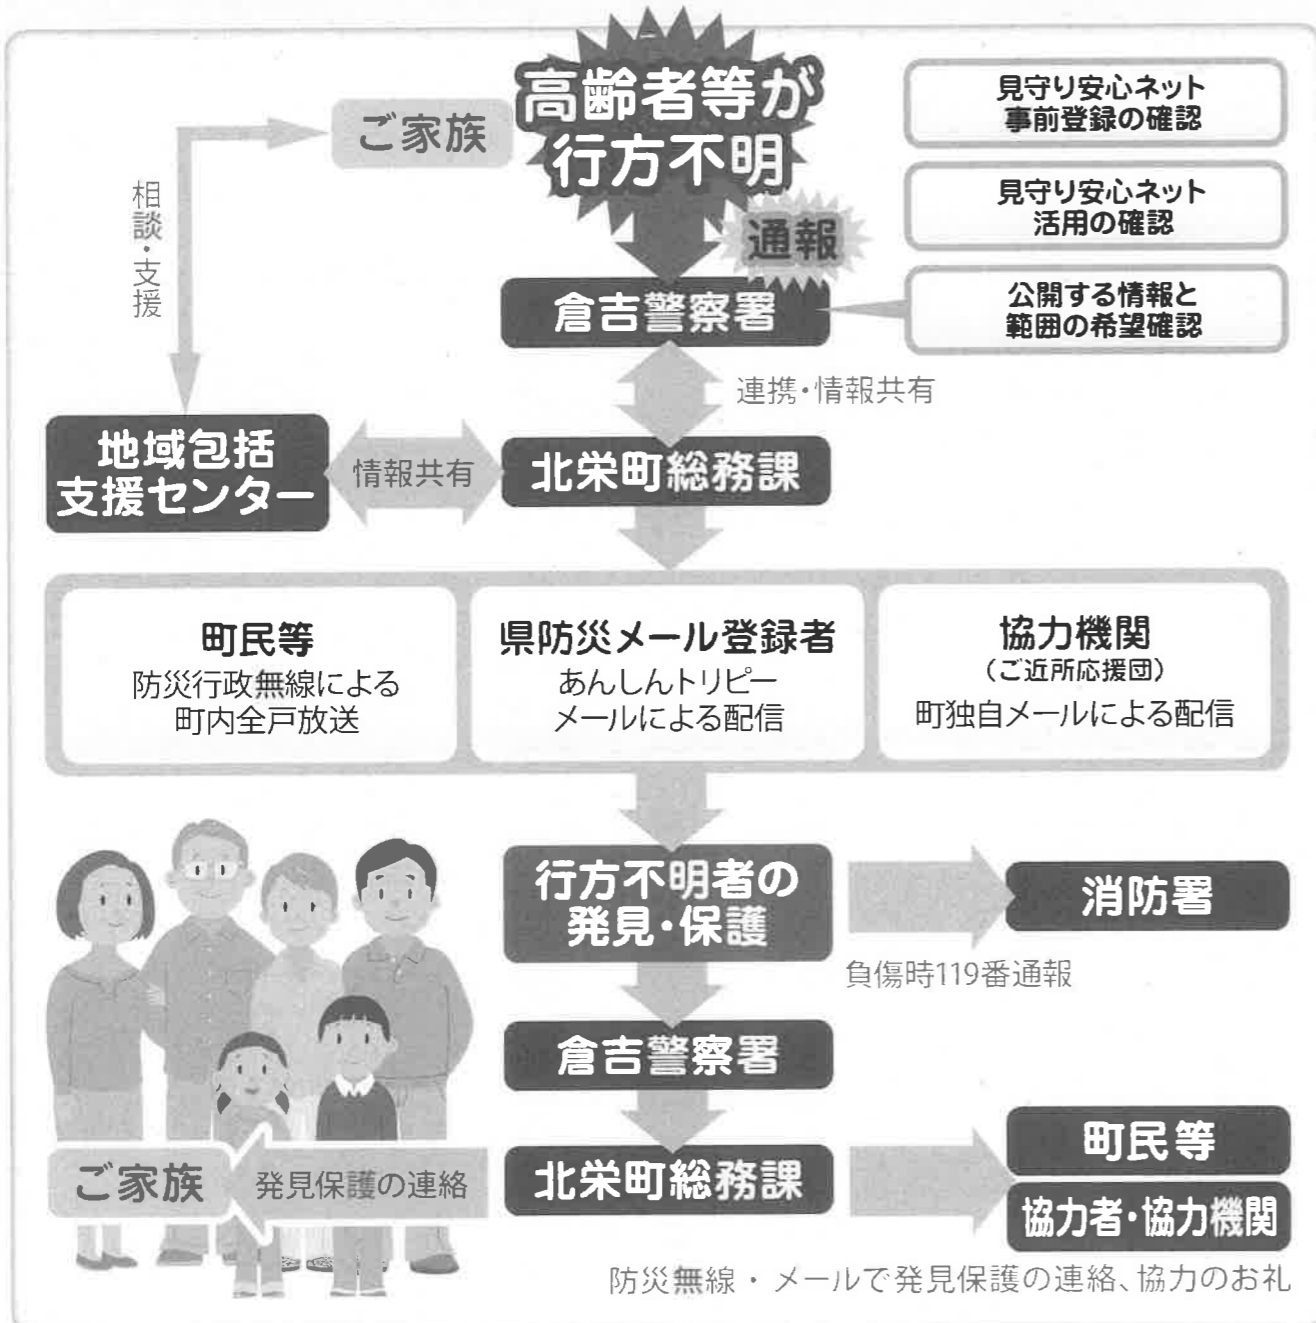 高齢者等が
行方不明
ご家族
相談・支援
通報
見守り安心ネット
事前登録の確認
見守り安心ネット
活用の確認
公開する情報と
範囲の希望確認
倉吉警察署
連携・情報共有
地域包括
支援センター
情報共有
北栄町総務課
町民等
防災行政無線による
町内全戸放送
県防災メール登録者
あんしんトリピー
メールによる配信
協力機関
（ご近所応援団）
町独自メールによる配信
行方不明者の
発見・保護
消防署
負傷時119番通報
倉吉警察署
北栄町総務課
発見保護の連絡
ご家族
町民等
協力者・協力機関
防災無線・メールで発見保護の連絡、協力のお礼